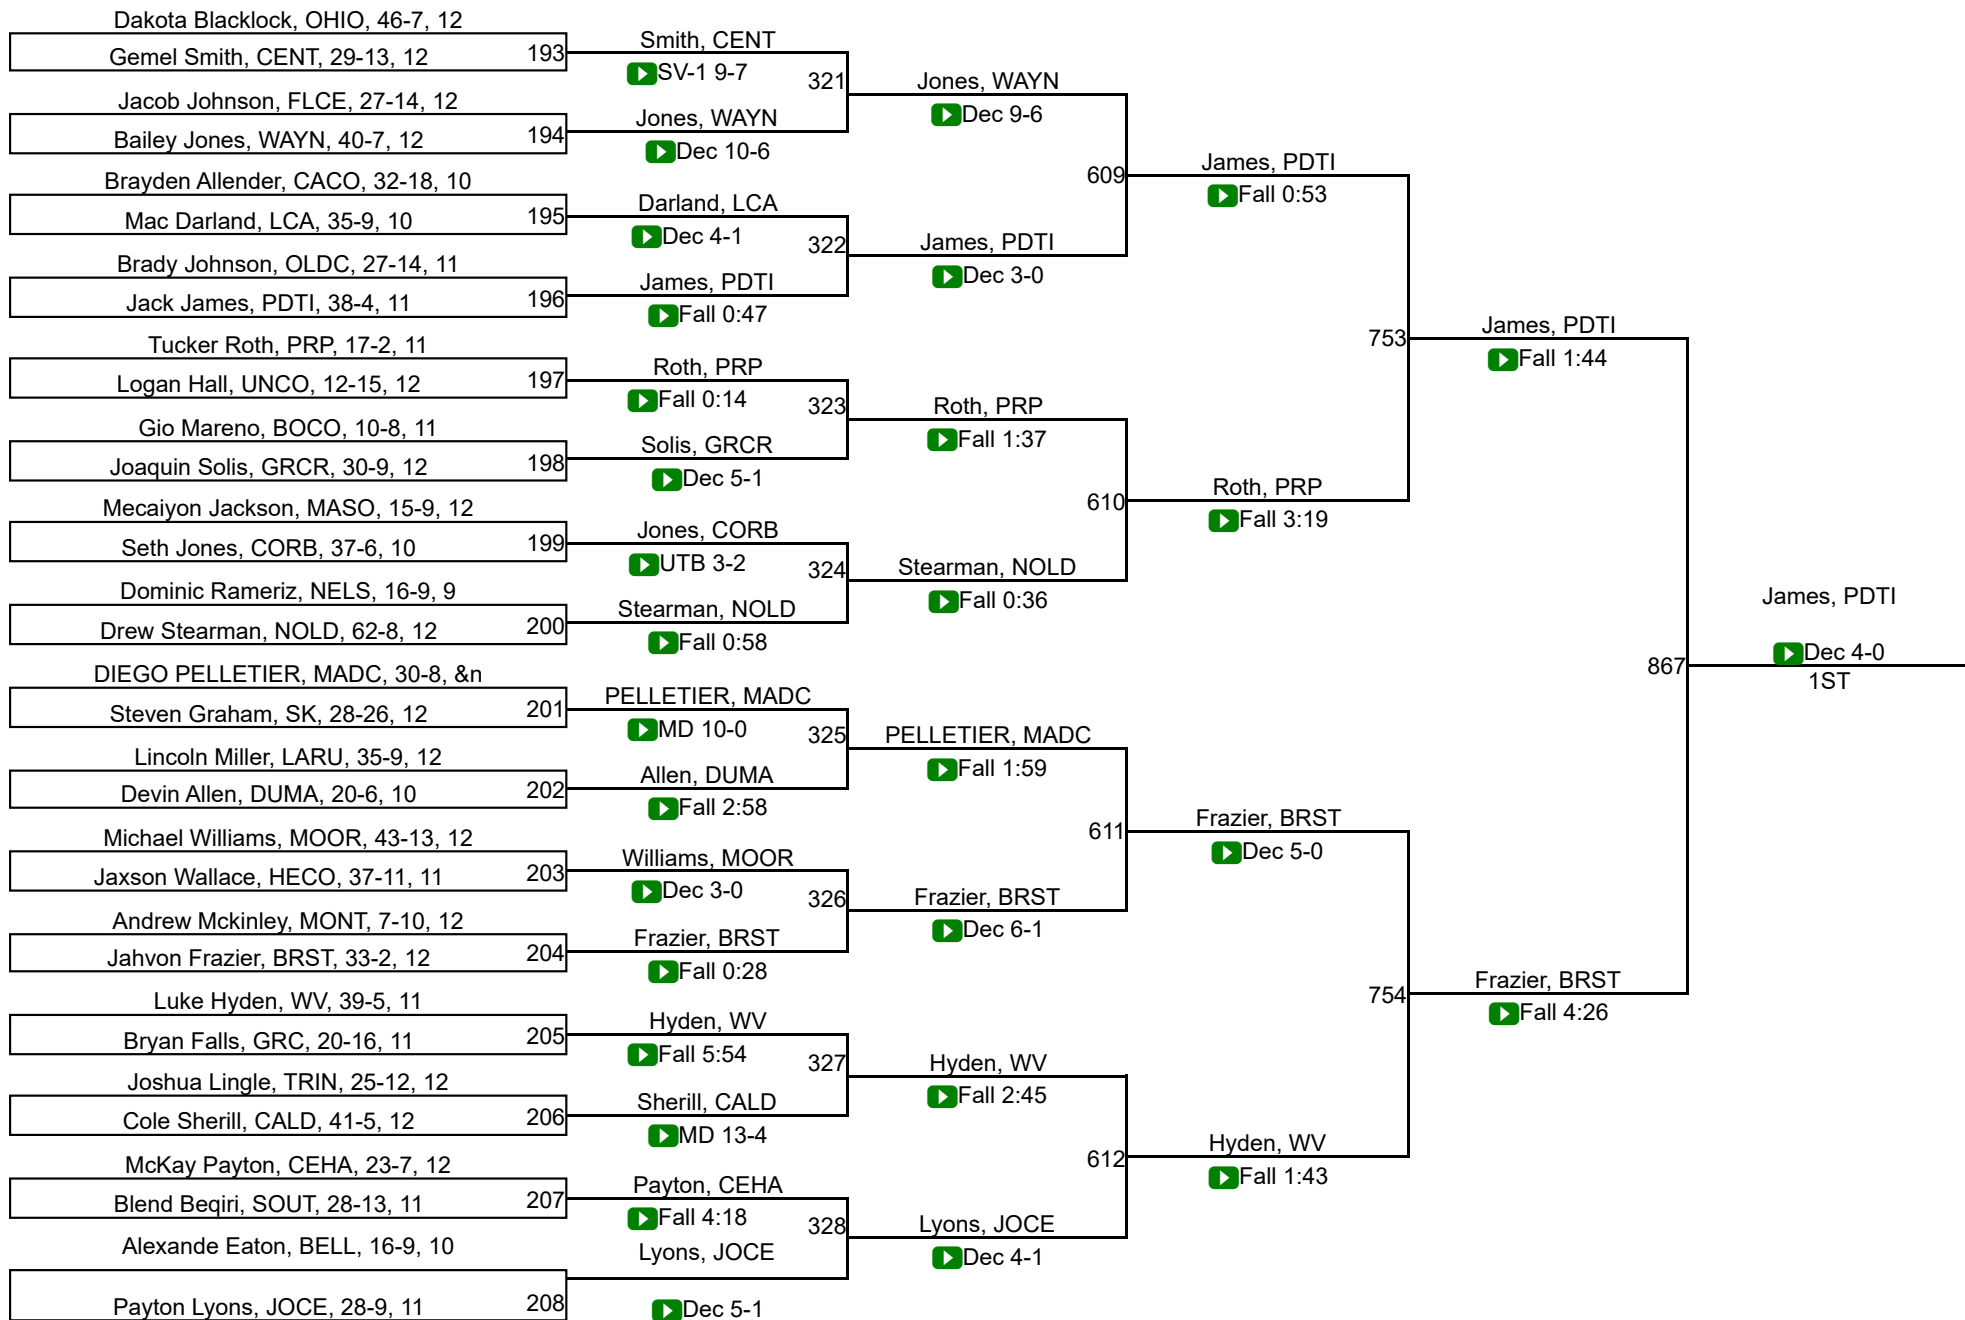 Dakota Blacklock, OHIO, 46-7, 12
Gemel Smith, CENT, 29-13, 12
193
Jacob Johnson, FLCE, 27-14, 12
Bailey Jones, WAYN, 40-7, 12
194
Brayden Allender, CACO, 32-18, 10
Mac Darland, LCA, 35-9, 10
195
Brady Johnson, OLDC, 27-14, 11
Jack James, PDTI, 38-4, 11
196
Tucker Roth, PRP, 17-2, 11
Logan Hall, UNCO, 12-15, 12
197
Gio Mareno, BOCO, 10-8, 11
Joaquin Solis, GRCR, 30-9, 12
198
Mecaiyon Jackson, MASO, 15-9, 12
Seth Jones, CORB, 37-6, 10
199
Dominic Rameriz, NELS, 16-9, 9
Drew Stearman, NOLD, 62-8, 12
200
DIEGO PELLETIER, MADC, 30-8, &n
Steven Graham, SK, 28-26, 12
201
Lincoln Miller, LARU, 35-9, 12
Devin Allen, DUMA, 20-6, 10
202
Michael Williams, MOOR, 43-13, 12
Jaxson Wallace, HECO, 37-11, 11
203
Andrew Mckinley, MONT, 7-10, 12
Jahvon Frazier, BRST, 33-2, 12
204
Luke Hyden, WV, 39-5, 11
Bryan Falls, GRC, 20-16, 11
205
Joshua Lingle, TRIN, 25-12, 12
Cole Sherill, CALD, 41-5, 12
206
McKay Payton, CEHA, 23-7, 12
Blend Beqiri, SOUT, 28-13, 11
207
Alexande Eaton, BELL, 16-9, 10
Payton Lyons, JOCE, 28-9, 11
208
Smith, CENT
SV-1 9-7
321
Jones, WAYN
Dec 10-6
Darland, LCA
Dec 4-1
322
James, PDTI
Fall 0:47
Roth, PRP
Fall 0:14
323
Solis, GRCR
Dec 5-1
Jones, CORB
UTB 3-2
324
Stearman, NOLD
Fall 0:58
PELLETIER, MADC
MD 10-0
325
Allen, DUMA
Fall 2:58
Williams, MOOR
Dec 3-0
326
Frazier, BRST
Fall 0:28
Hyden, WV
Fall 5:54
327
Sherill, CALD
MD 13-4
Payton, CEHA
Fall 4:18
328
Lyons, JOCE
Dec 5-1
Jones, WAYN
Dec 9-6
609
James, PDTI
Dec 3-0
Roth, PRP
Fall 1:37
610
Stearman, NOLD
Fall 0:36
PELLETIER, MADC
Fall 1:59
611
Frazier, BRST
Dec 6-1
Hyden, WV
Fall 2:45
612
Lyons, JOCE
Dec 4-1
James, PDTI
Fall 0:53
753
Roth, PRP
Fall 3:19
Frazier, BRST
Dec 5-0
754
Hyden, WV
Fall 1:43
James, PDTI
Fall 1:44
867
Frazier, BRST
Fall 4:26
James, PDTI
Dec 4-0
1ST